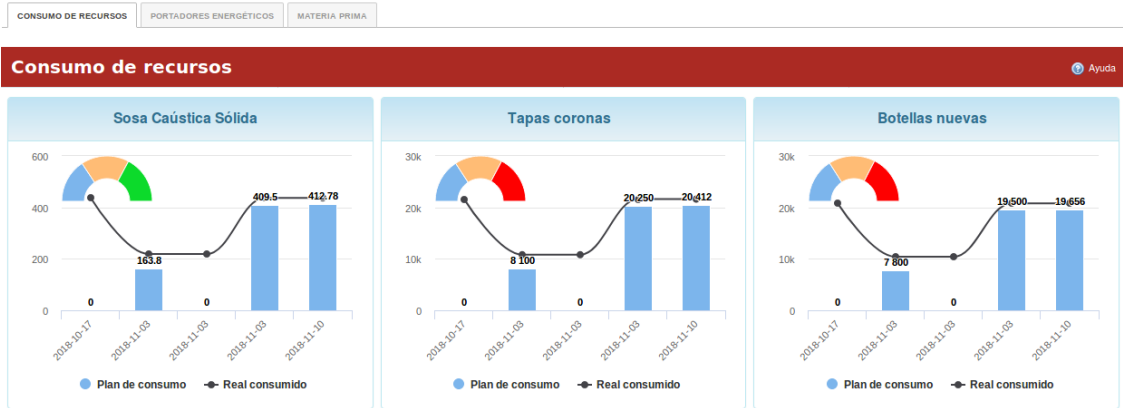 CONSUMO DE RECURSOS
PORTADORES ENERGÉTICOS
MATERIA PRIMA
Consumo de recursos
Ayuda
Sosa Caústica Sólida
600
400
200
0
0
163.8
0
409.5
412.78
2018-10-17
2018-11-03
2018-11-03
2018-11-03
2018-11-10
Plan de consumo
Real consumido
Tapas coronas
30k
20k
10k
0
0
8 100
0
20 250
20 412
2018-10-17
2018-11-03
2018-11-03
2018-11-03
2018-11-10
Plan de consumo
Real consumido
Botellas nuevas
30k
20k
10k
0
0
7 800
0
19 500
19 656
2018-10-17
2018-11-03
2018-11-03
2018-11-03
2018-11-10
Plan de consumo
Real consumido